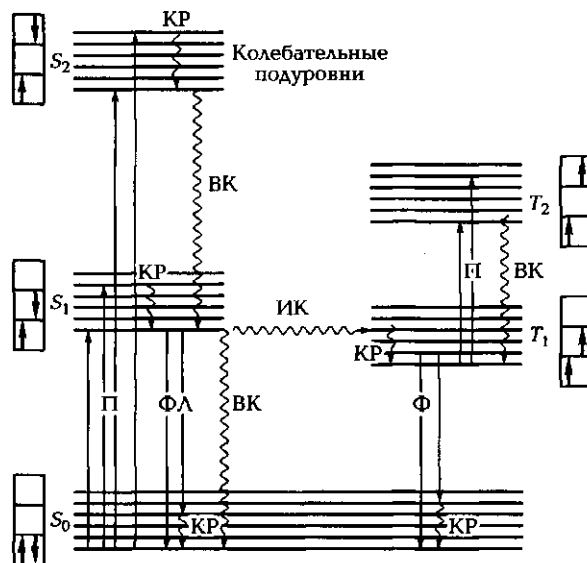 КР
S₂
Колебательные
подуровни
ВК
T₂
П
ВК
КР
S₁
ИК
T₁
КР
П
ФЛ
ВК
Ф
S₀
КР
КР